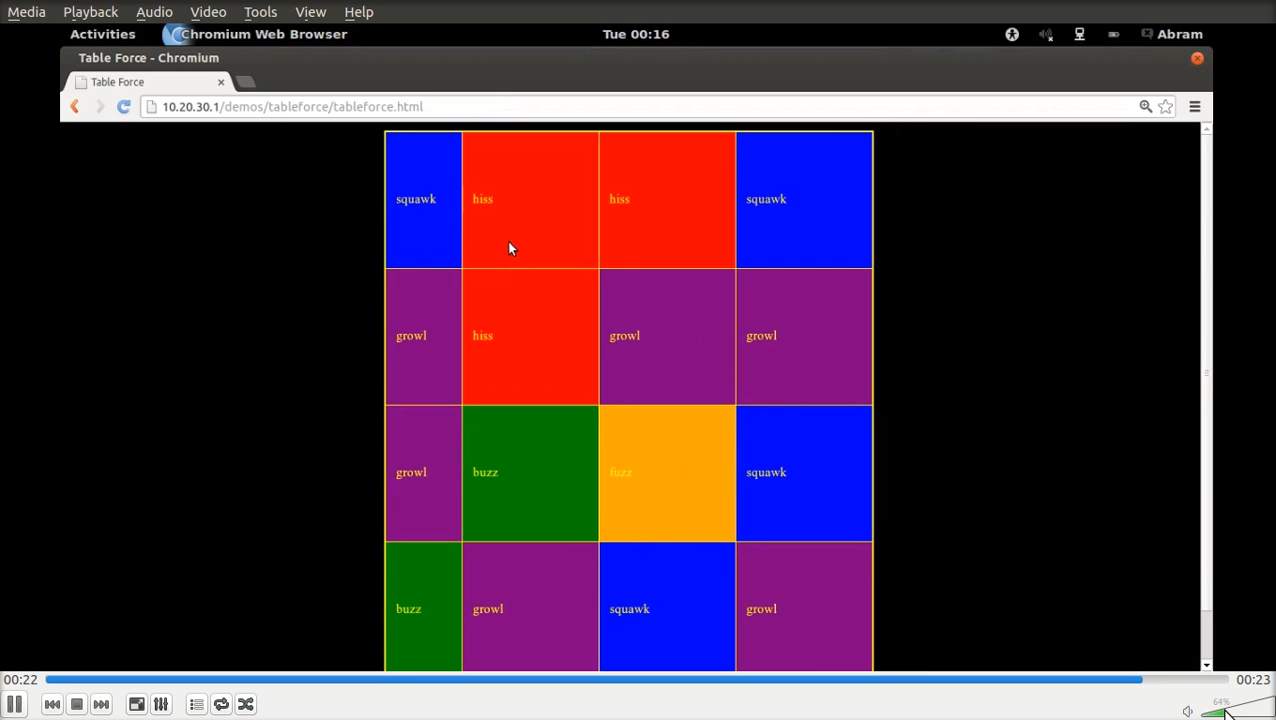 Media Playback Audio Video Tools View Help
Activities Chromium Web Browser Tue 00:16 Abram
Table Force - Chromium
Table Force
10.20.30.1/demos/tableforce/tableforce.html
squawk hiss hiss squawk
growl hiss growl growl
growl buzz fuzz squawk
buzz growl squawk growl
00:22 00:23
64%